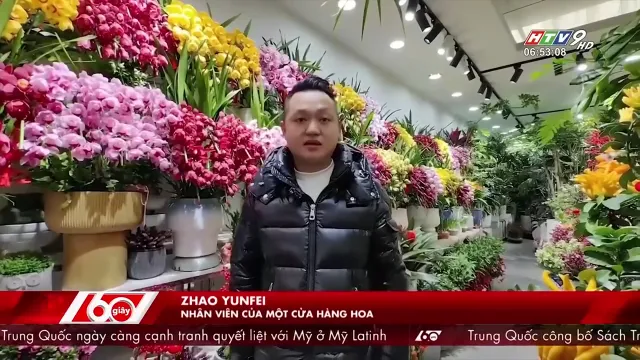 HTV9 HD
06:53:08
60 giây
ZHAO YUNFEI
NHÂN VIÊN CỦA MỘT CỬA HÀNG HOA
Trung Quốc ngày càng cạnh tranh quyết liệt với Mỹ ở Mỹ Latinh 60 Trung Quốc công bố Sách T